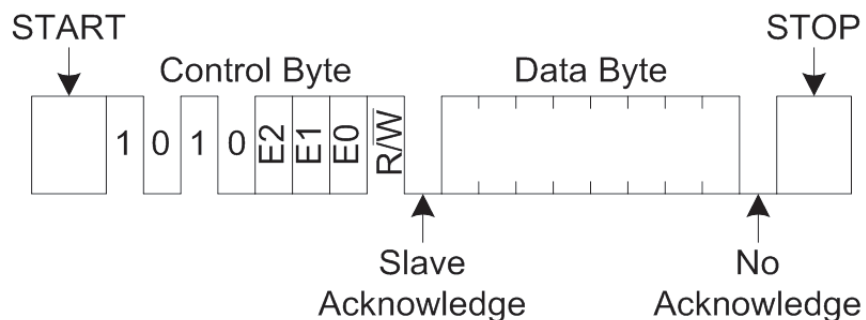 START STOP
Control Byte Data Byte
1 0 1 0 E2 E1 E0 R/W̅
Slave No
Acknowledge Acknowledge